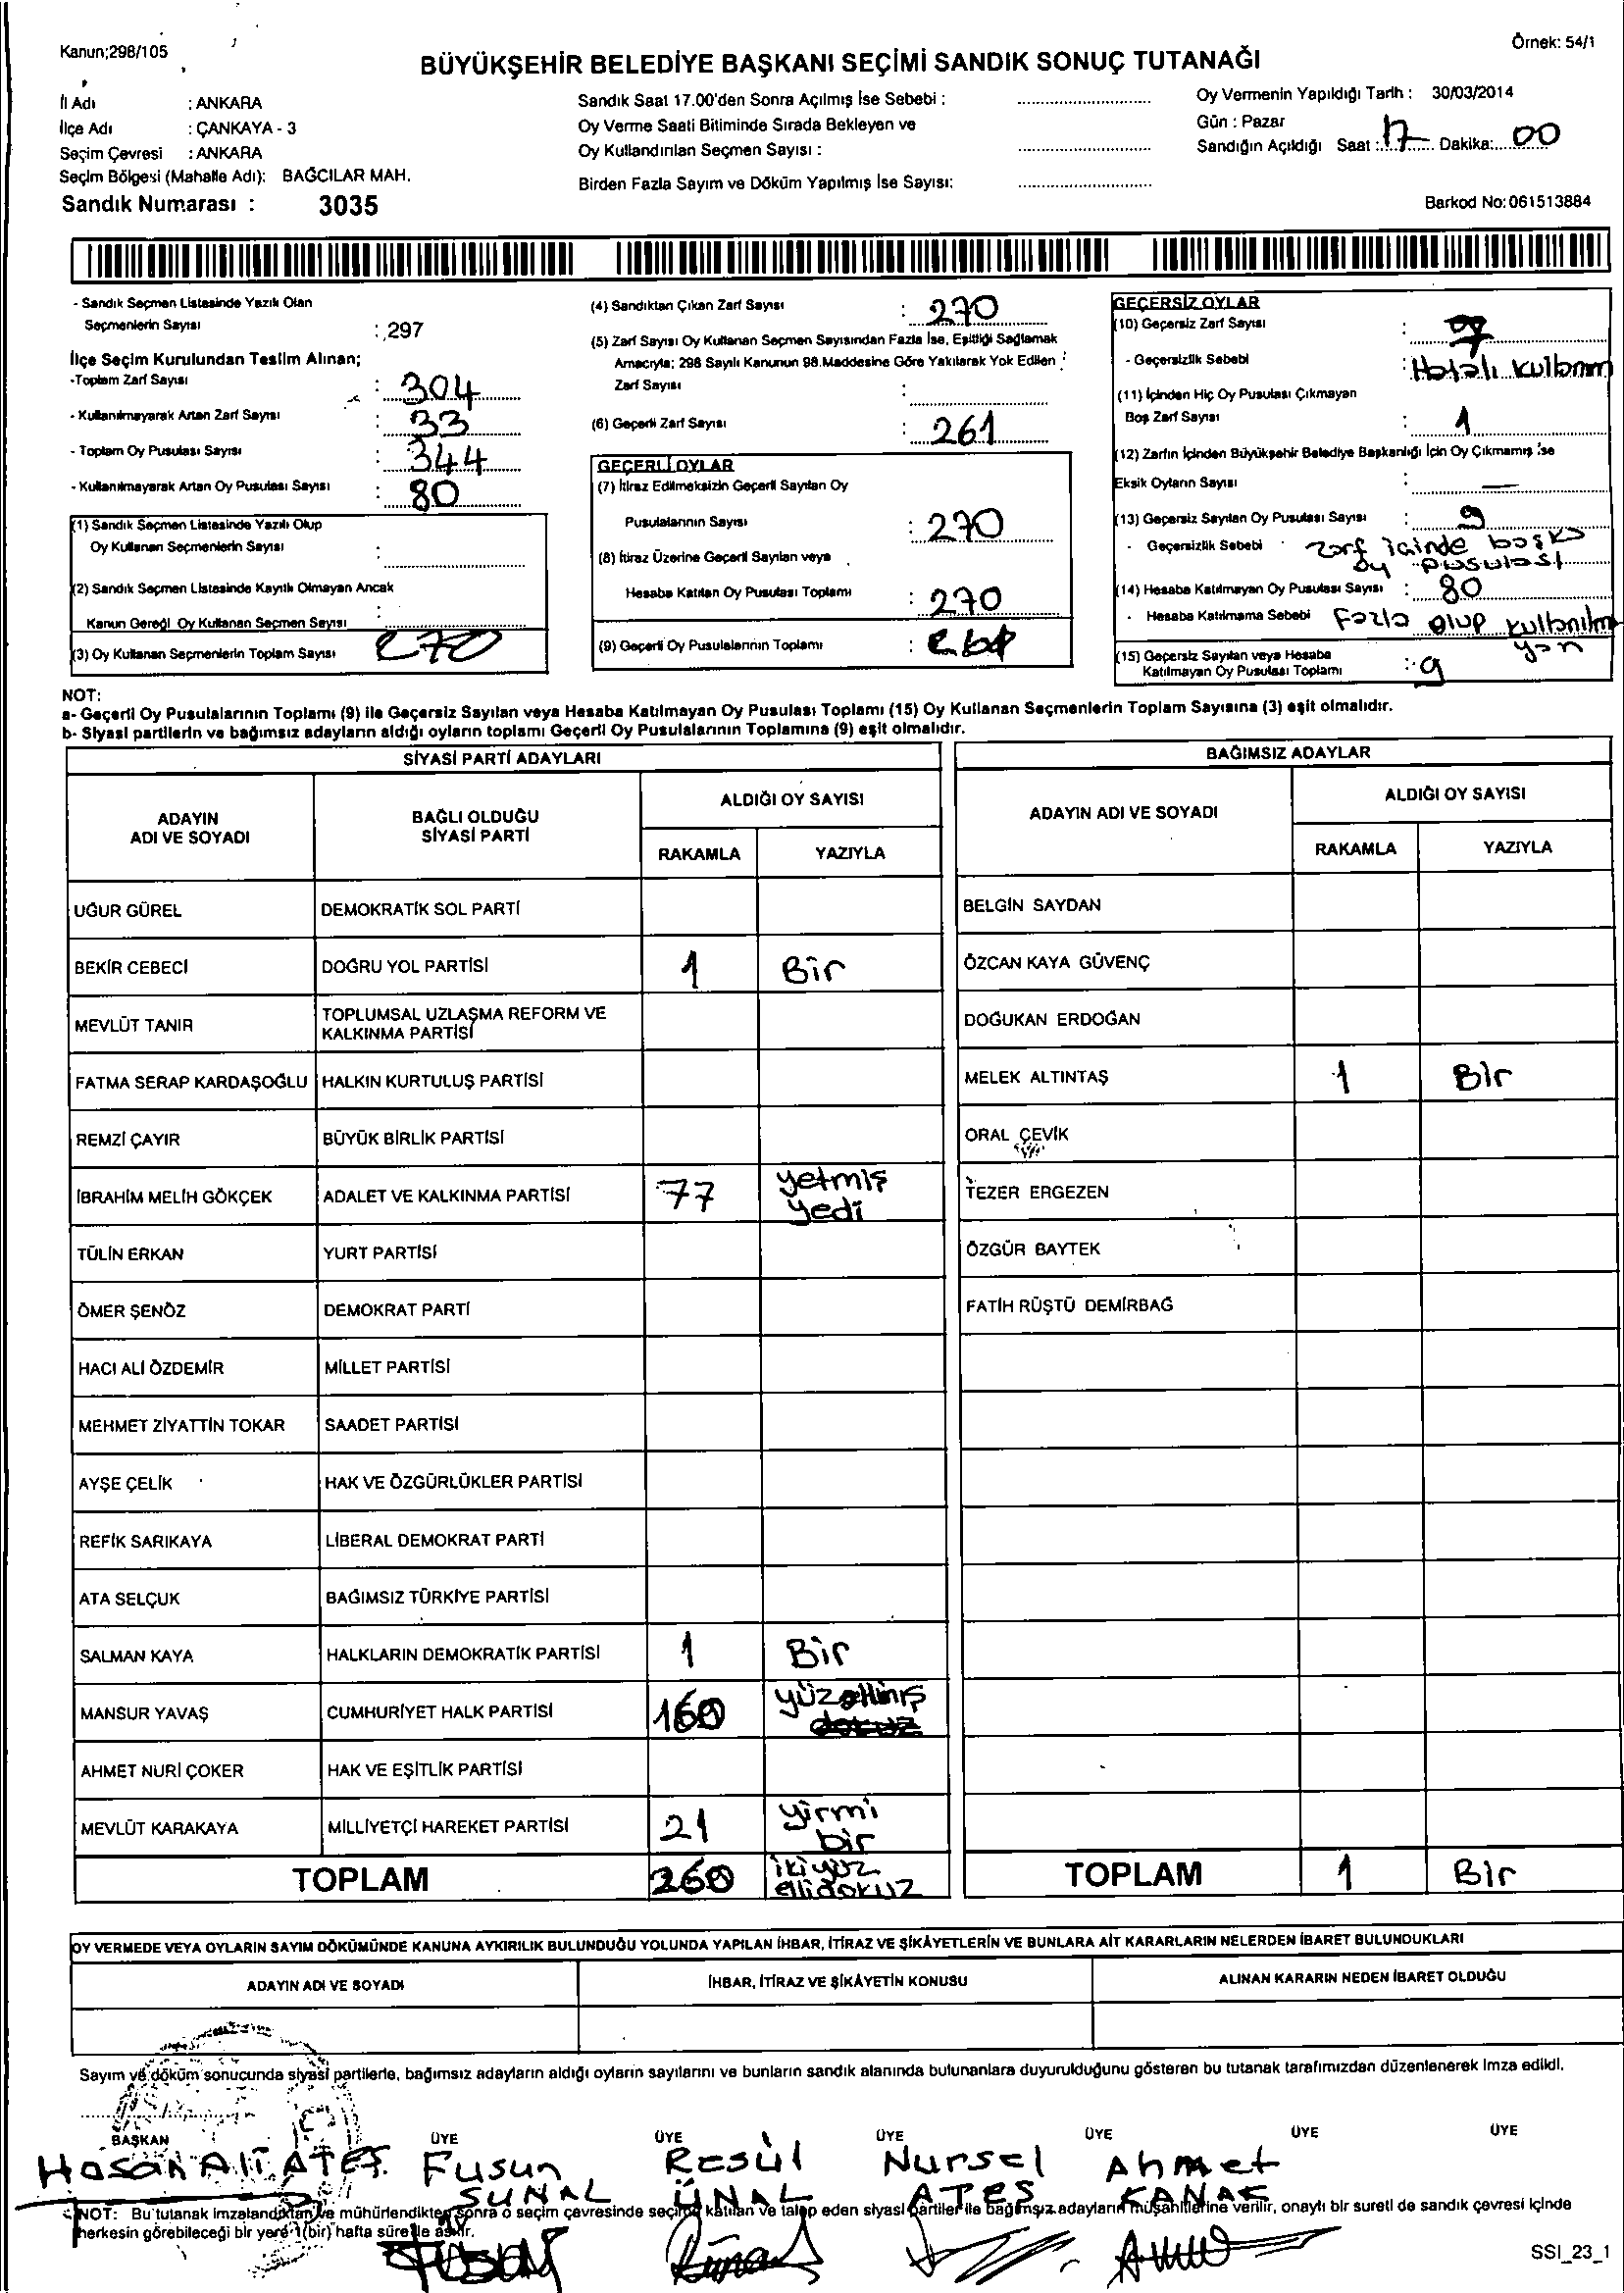 Kanun;298/105
Örnek: 54/1
BÜYÜKŞEHİR BELEDİYE BAŞKANI SEÇİMİ SANDIK SONUÇ TUTANAĞI
İl Adı : ANKARA
İlçe Adı : ÇANKAYA - 3
Seçim Çevresi : ANKARA
Seçim Bölgesi (Mahalle Adı): BAĞCILAR MAH.
Sandık Numarası : 3035
Sandık Saat 17.00'den Sonra Açılmış İse Sebebi :
Oy Verme Saati Bitiminde Sırada Bekleyen ve
Oy Kullandırılan Seçmen Sayısı :
Birden Fazla Sayım ve Döküm Yapılmış İse Sayısı:
Oy Vermenin Yapıldığı Tarih : 30/03/2014
Gün : Pazar
Sandığın Açıldığı Saat : 17 Dakika: 00
Barkod No: 061513884
- Sandık Seçmen Listesinde Yazılı Olan
Seçmenlerin Sayısı : 297
İlçe Seçim Kurulundan Teslim Alınan;
-Toplam Zarf Sayısı : 304
- Kullanılmayarak Artan Zarf Sayısı : 33
- Toplam Oy Pusulası Sayısı : 344
- Kullanılmayarak Artan Oy Pusulası Sayısı : 80
(1) Sandık Seçmen Listesinde Yazılı Olup
Oy Kullanan Seçmenlerin Sayısı :
(2) Sandık Seçmen Listesinde Kayıtlı Olmayan Ancak
Kanun Gereği Oy Kullanan Seçmen Sayısı :
(3) Oy Kullanan Seçmenlerin Toplam Sayısı 270
(4) Sandıktan Çıkan Zarf Sayısı : 270
(5) Zarf Sayısı Oy Kullanan Seçmen Sayısından Fazla İse, Eşitliği Sağlamak
Amacıyla; 298 Sayılı Kanunun 98.Maddesine Göre Yakılarak Yok Edilen :
Zarf Sayısı :
(6) Geçerli Zarf Sayısı : 261
GEÇERLİ OYLAR
(7) İtiraz Edilmeksizin Geçerli Sayılan Oy
Pusulalarının Sayısı : 270
(8) İtiraz Üzerine Geçerli Sayılan veya
Hesaba Katılan Oy Pusulası Toplamı : 270
(9) Geçerli Oy Pusulalarının Toplamı :
GEÇERSİZ OYLAR
(10) Geçersiz Zarf Sayısı :
- Geçersizlik Sebebi : Hatalı
(11) İçinden Hiç Oy Pusulası Çıkmayan
Boş Zarf Sayısı : 1
(12) Zarfın İçinden Büyükşehir Belediye Başkanlığı İçin Oy Çıkmamış İse
Eksik Oyların Sayısı : —
(13) Geçersiz Sayılan Oy Pusulası Sayısı : 9
- Geçersizlik Sebebi : zarf içinde başka
oy pusulası
(14) Hesaba Katılmayan Oy Pusulası Sayısı : 80
- Hesaba Katılmama Sebebi Fazla olup kullanılma
yan
(15) Geçersiz Sayılan veya Hesaba
Katılmayan Oy Pusulası Toplamı : 9
NOT:
a- Geçerli Oy Pusulalarının Toplamı (9) ile Geçersiz Sayılan veya Hesaba Katılmayan Oy Pusulası Toplamı (15) Oy Kullanan Seçmenlerin Toplam Sayısına (3) eşit olmalıdır.
b- Siyasi partilerin ve bağımsız adayların aldığı oyların toplamı Geçerli Oy Pusulalarının Toplamına (9) eşit olmalıdır.
SİYASİ PARTİ ADAYLARI
ADAYIN
ADI VE SOYADI
BAĞLI OLDUĞU
SİYASİ PARTİ
ALDIĞI OY SAYISI
RAKAMLA YAZIYLA
UĞUR GÜREL DEMOKRATİK SOL PARTİ
BEKİR CEBECİ DOĞRU YOL PARTİSİ 1 Bir
MEVLÜT TANIR TOPLUMSAL UZLAŞMA REFORM VE
KALKINMA PARTİSİ
FATMA SERAP KARDAŞOĞLU HALKIN KURTULUŞ PARTİSİ
REMZİ ÇAYIR BÜYÜK BİRLİK PARTİSİ
İBRAHİM MELİH GÖKÇEK ADALET VE KALKINMA PARTİSİ 77 yetmiş
yedi
TÜLİN ERKAN YURT PARTİSİ
ÖMER ŞENÖZ DEMOKRAT PARTİ
HACI ALİ ÖZDEMİR MİLLET PARTİSİ
MEHMET ZİYATTİN TOKAR SAADET PARTİSİ
AYŞE ÇELİK HAK VE ÖZGÜRLÜKLER PARTİSİ
REFİK SARIKAYA LİBERAL DEMOKRAT PARTİ
ATA SELÇUK BAĞIMSIZ TÜRKİYE PARTİSİ
SALMAN KAYA HALKLARIN DEMOKRATİK PARTİSİ 1 Bir
MANSUR YAVAŞ CUMHURİYET HALK PARTİSİ 160
AHMET NURİ ÇOKER HAK VE EŞİTLİK PARTİSİ
MEVLÜT KARAKAYA MİLLİYETÇİ HAREKET PARTİSİ 21 yirmi
bir
TOPLAM 260 ikiyüz
ellidokuz
BAĞIMSIZ ADAYLAR
ADAYIN ADI VE SOYADI
ALDIĞI OY SAYISI
RAKAMLA YAZIYLA
BELGİN SAYDAN
ÖZCAN KAYA GÜVENÇ
DOĞUKAN ERDOĞAN
MELEK ALTINTAŞ 1 Bir
ORAL ÇEVİK
TEZER ERGEZEN
ÖZGÜR BAYTEK
FATİH RÜŞTÜ DEMİRBAĞ
TOPLAM 1 Bir
OY VERMEDE VEYA OYLARIN SAYIM DÖKÜMÜNDE KANUNA AYKIRILIK BULUNDUĞU YOLUNDA YAPILAN İHBAR, İTİRAZ VE ŞİKÂYETLERİN VE BUNLARA AİT KARARLARIN NELERDEN İBARET BULUNDUKLARI
ADAYIN ADI VE SOYADI İHBAR, İTİRAZ VE ŞİKÂYETİN KONUSU ALINAN KARARIN NEDEN İBARET OLDUĞU
Sayım ve döküm sonucunda siyasi partilerle, bağımsız adayların aldığı oyların sayılarını ve bunların sandık alanında bulunanlara duyurulduğunu gösteren bu tutanak tarafımızdan düzenlenerek imza edildi.
BAŞKAN ÜYE ÜYE ÜYE ÜYE ÜYE ÜYE
Hasan Ali ATEŞ Fusun Resül Nursel Ahmet
SUNAL ÜNAL ATEŞ KANAK
NOT: Bu tutanak imzalandıktan ve mühürlendikten sonra o seçim çevresinde seçime katılan ve talep eden siyasi partiler ile bağımsız adayların müşahitlerine verilir, onaylı bir sureti de sandık çevresi içinde
herkesin görebileceği bir yere 1 (bir) hafta süre ile asılır.
SSI_23_1